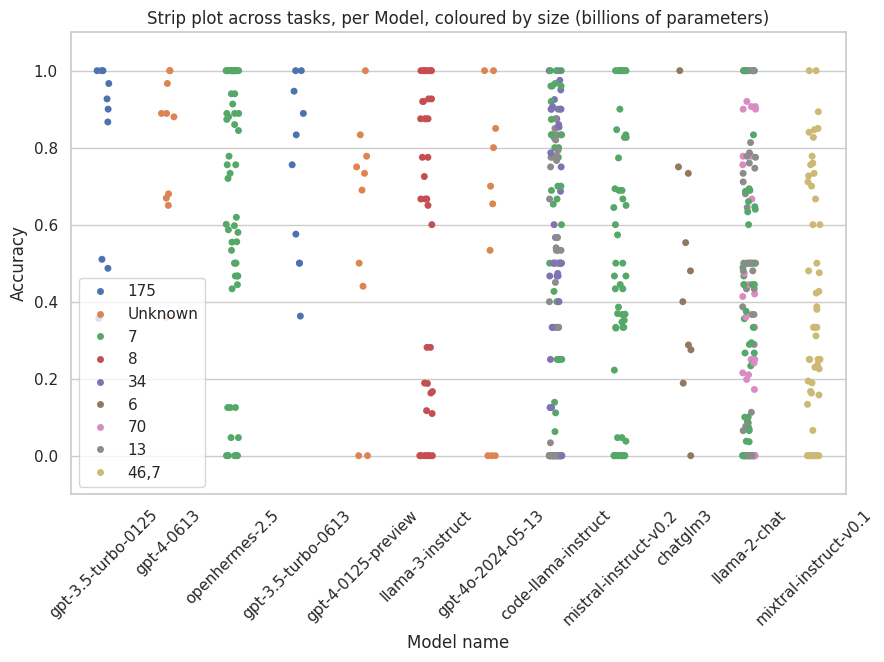 Strip plot across tasks, per Model, coloured by size (billions of parameters)
Accuracy
1.0
0.8
0.6
0.4
0.2
0.0
175
Unknown
7
8
34
6
70
13
46,7
gpt-3.5-turbo-0125
gpt-4-0613
openhermes-2.5
gpt-3.5-turbo-0613
gpt-4-0125-preview
llama-3-instruct
gpt-4o-2024-05-13
code-llama-instruct
mistral-instruct-v0.2
chatglm3
llama-2-chat
mixtral-instruct-v0.1
Model name